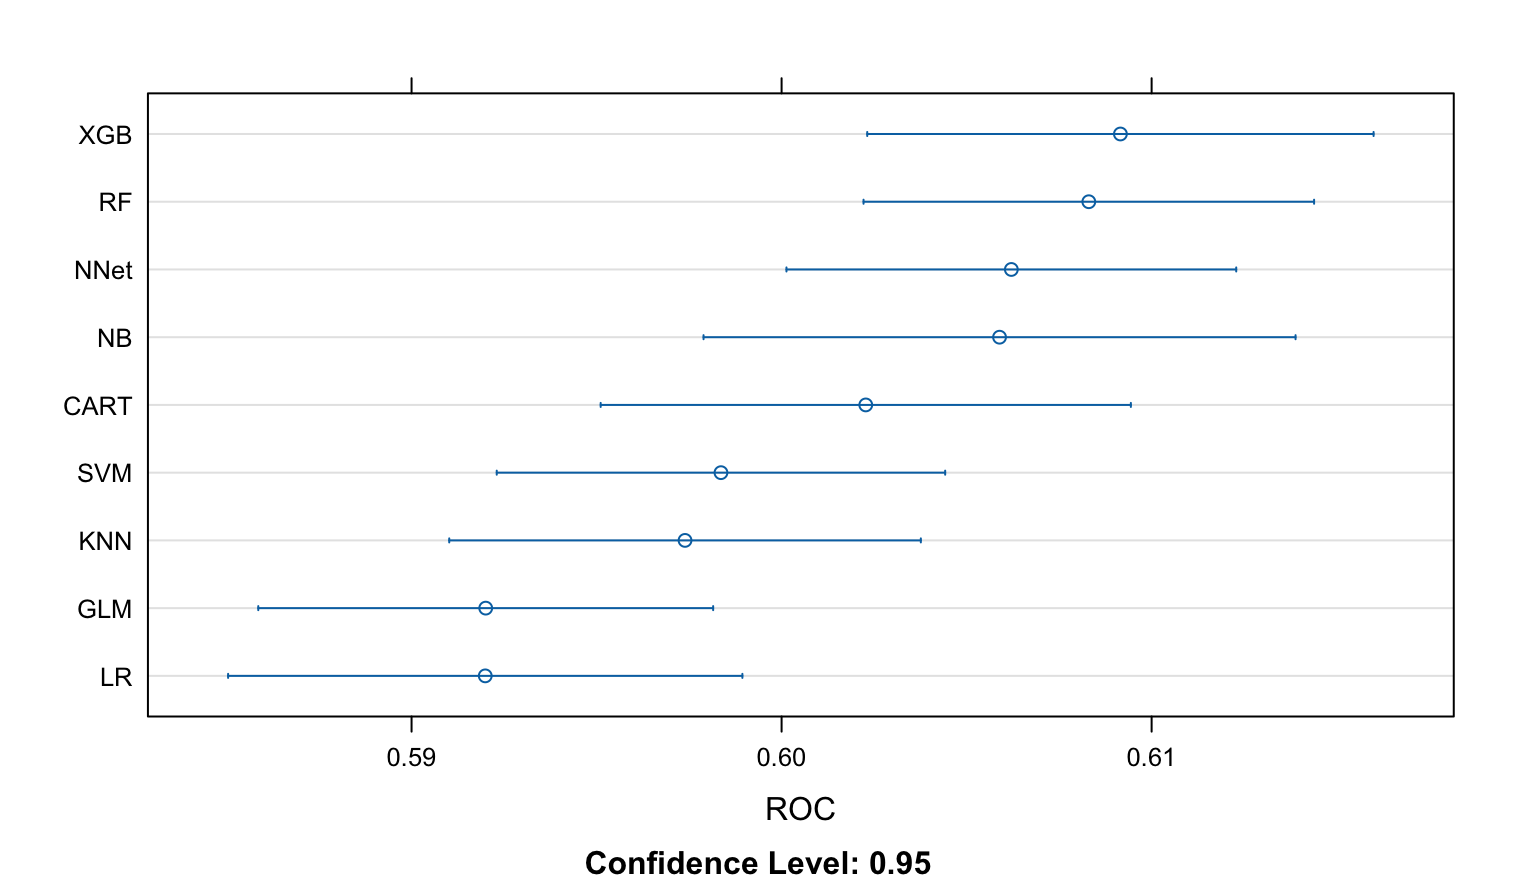 XGB
RF
NNet
NB
CART
SVM
KNN
GLM
LR
0.59 0.60 0.61
ROC
Confidence Level: 0.95